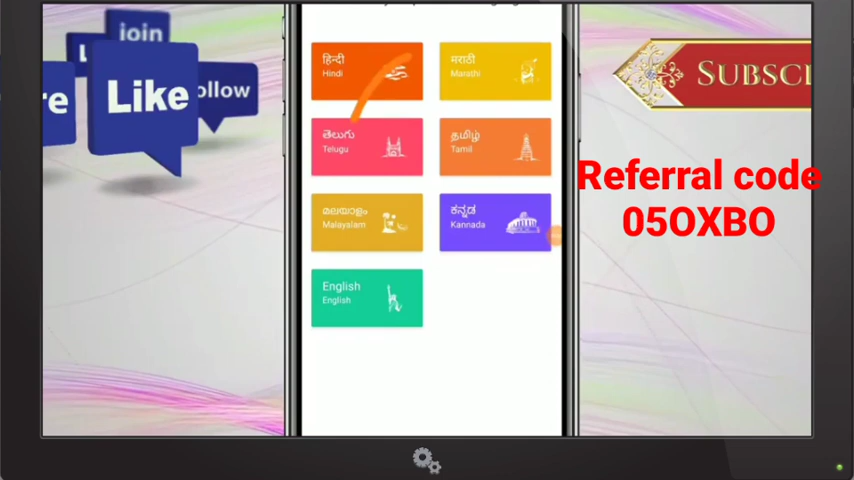 join
Like
ollow
re
हिन्दी
Hindi
मराठी
Marathi
తెలుగు
Telugu
தமிழ்
Tamil
മലയാളം
Malayalam
ಕನ್ನಡ
Kannada
English
English
SUBSCL
Referral code
05OXBO